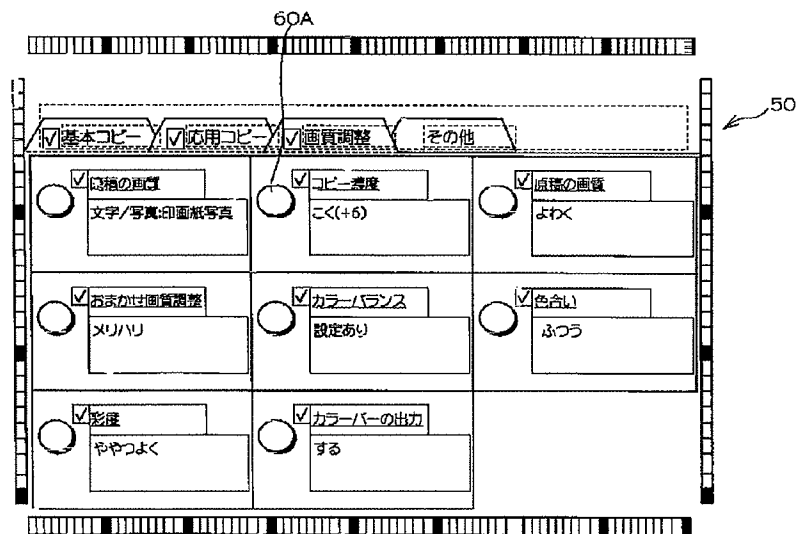 60A
50
基本コピー 応用コピー 画質調整 その他
原稿の画質 コピー濃度 原稿の画質
文字/写真:印画紙写真 こく(+6) よわく
おまかせ画質調整 カラーバランス 色合い
メリハリ 設定あり ふつう
彩度 カラーバーの出力
ややつよく する